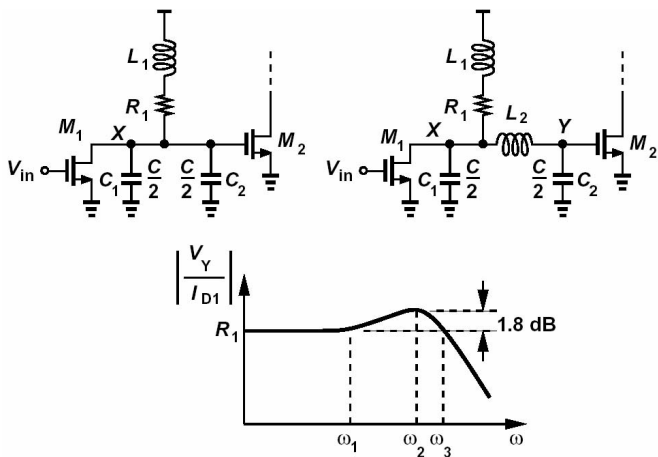 L1
R1
M1
X
Vin
C1
C/2
C/2
C2
M2
L1
R1
L2
M1
X
Y
Vin
C1
C/2
C/2
C2
M2
|VY/ID1|
R1
1.8 dB
ω1
ω2
ω3
ω